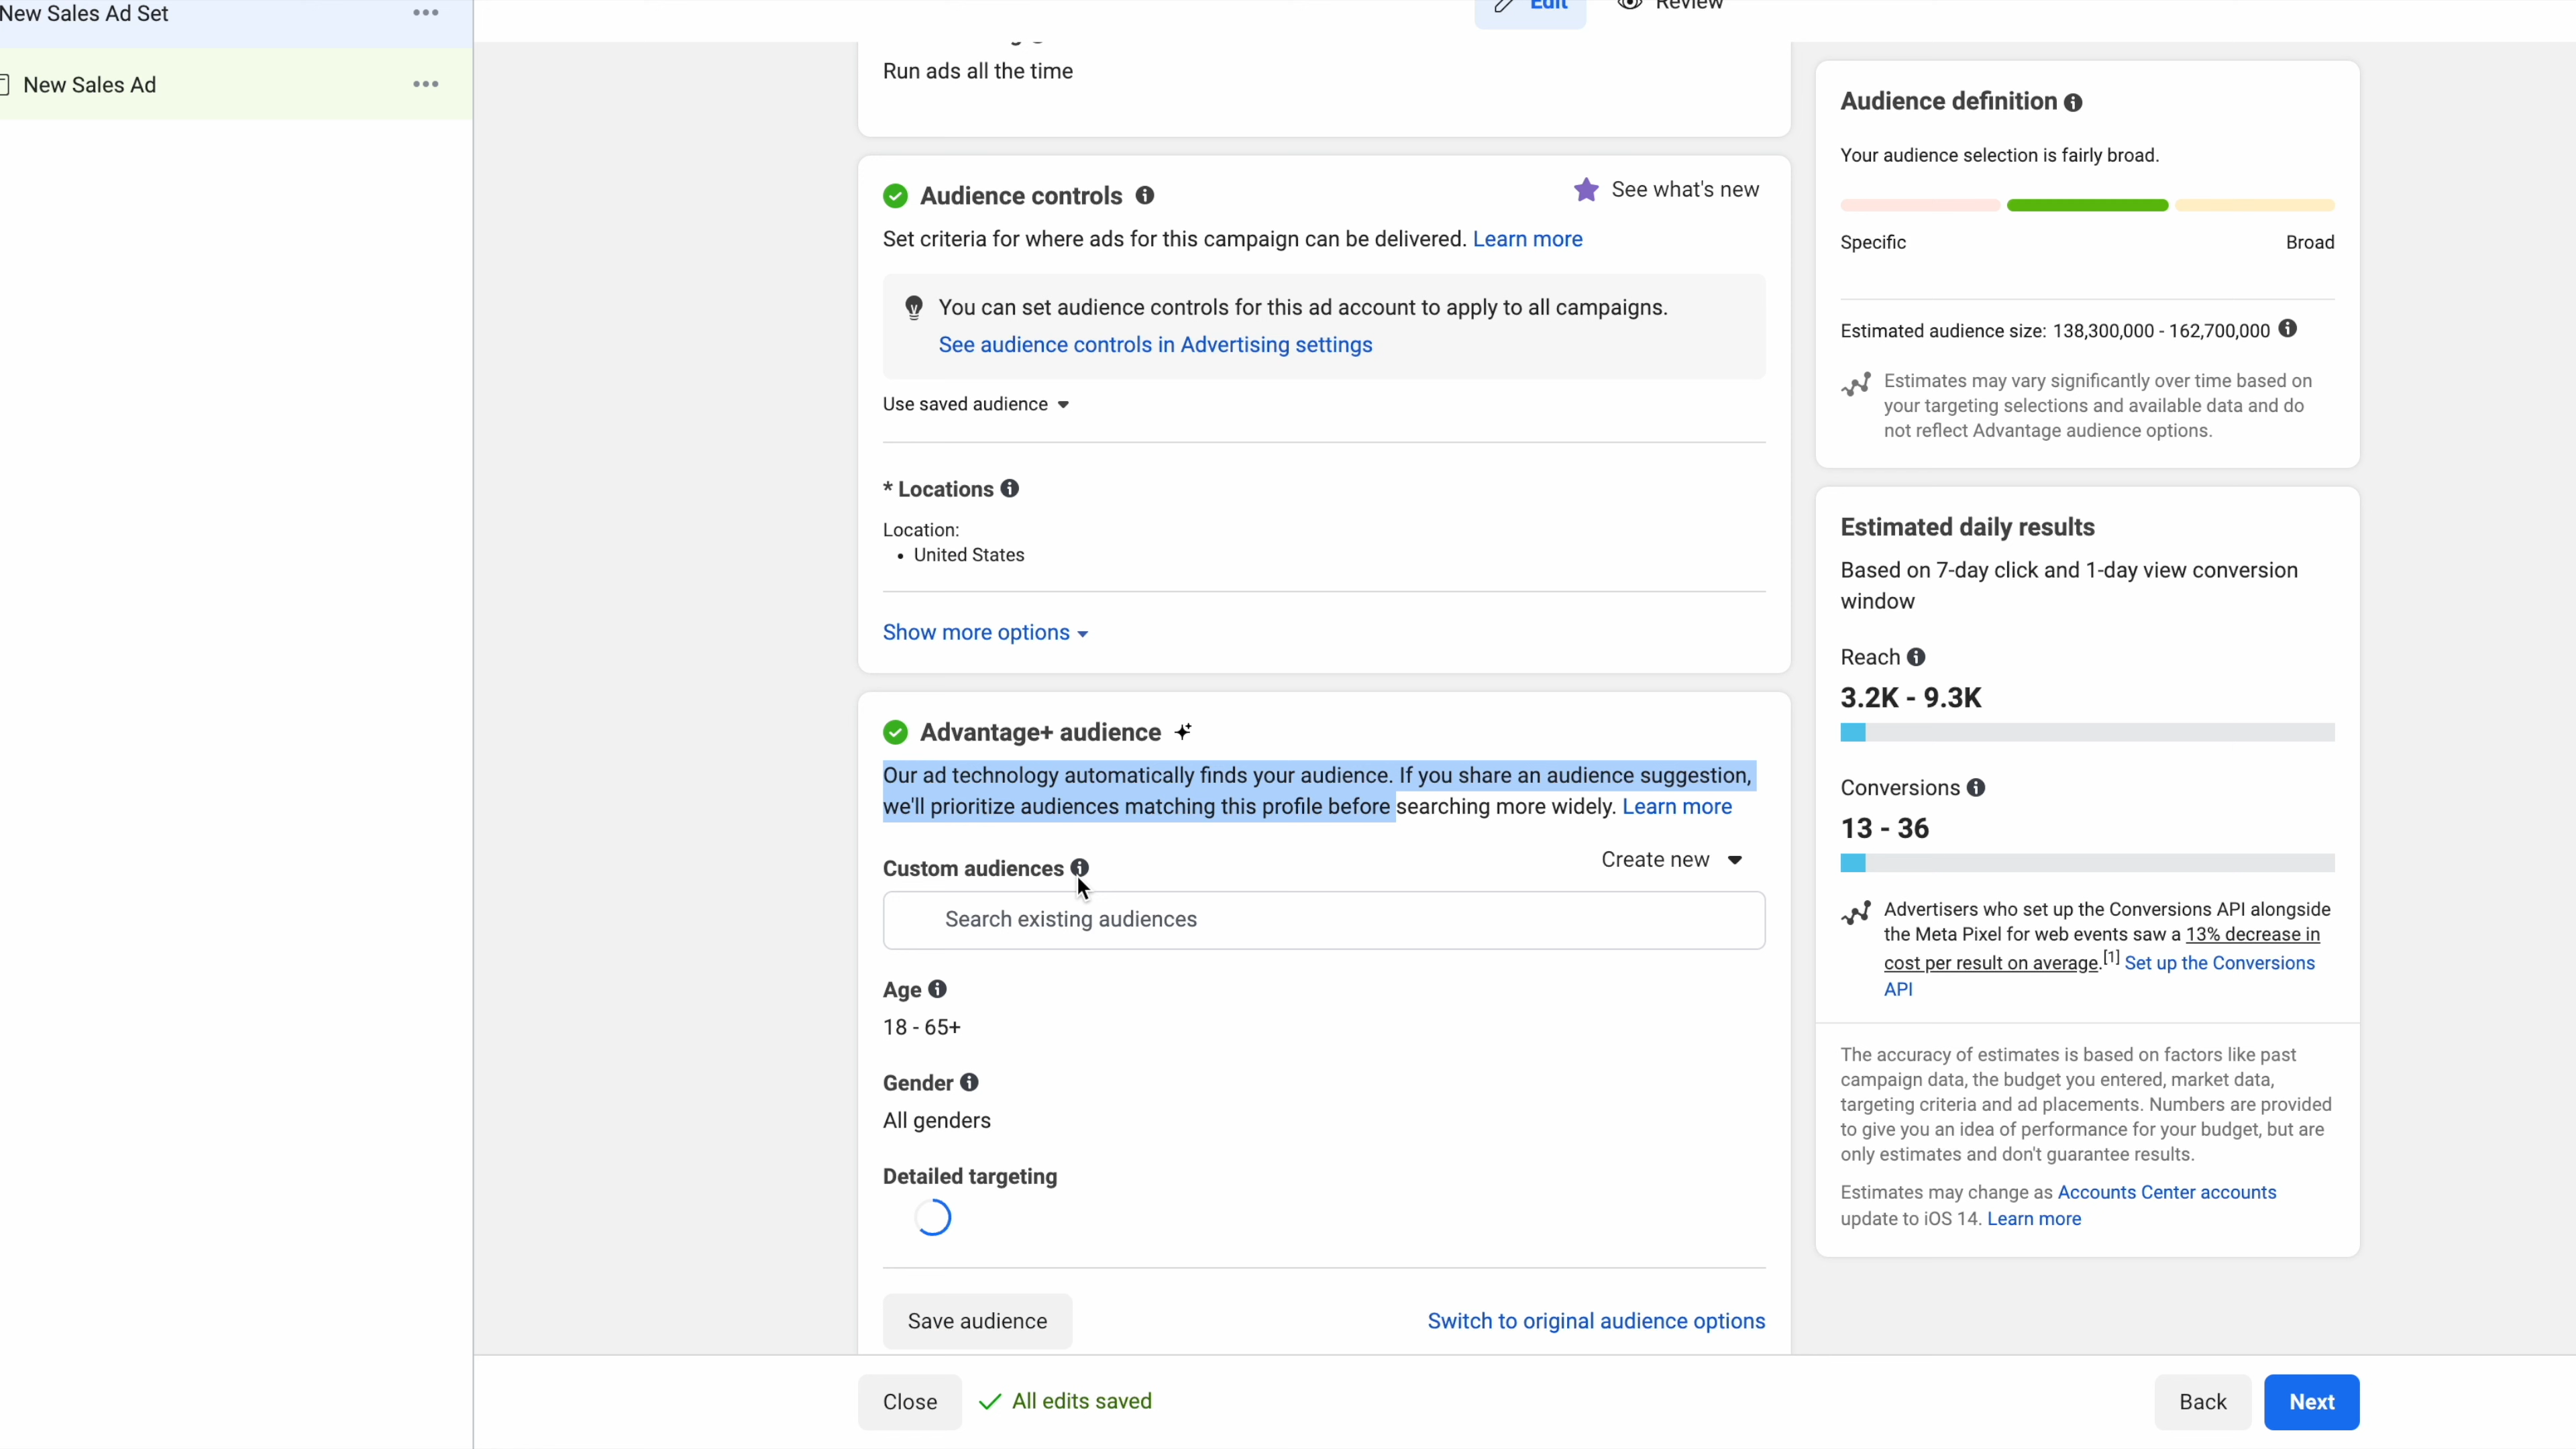 New Sales Ad Set
New Sales Ad
Edit
Review
Run ads all the time
Audience controls
See what's new
Set criteria for where ads for this campaign can be delivered. Learn more
You can set audience controls for this ad account to apply to all campaigns.
See audience controls in Advertising settings
Use saved audience
* Locations
Location:
• United States
Show more options
Advantage+ audience
Our ad technology automatically finds your audience. If you share an audience suggestion,
we'll prioritize audiences matching this profile before searching more widely. Learn more
Custom audiences
Create new
Search existing audiences
Age
18 - 65+
Gender
All genders
Detailed targeting
Save audience
Switch to original audience options
Close
All edits saved
Back
Next
Audience definition
Your audience selection is fairly broad.
Specific
Broad
Estimated audience size: 138,300,000 - 162,700,000
Estimates may vary significantly over time based on
your targeting selections and available data and do
not reflect Advantage audience options.
Estimated daily results
Based on 7-day click and 1-day view conversion
window
Reach
3.2K - 9.3K
Conversions
13 - 36
Advertisers who set up the Conversions API alongside
the Meta Pixel for web events saw a 13% decrease in
cost per result on average.[1] Set up the Conversions
API
The accuracy of estimates is based on factors like past
campaign data, the budget you entered, market data,
targeting criteria and ad placements. Numbers are provided
to give you an idea of performance for your budget, but are
only estimates and don't guarantee results.
Estimates may change as Accounts Center accounts
update to iOS 14. Learn more